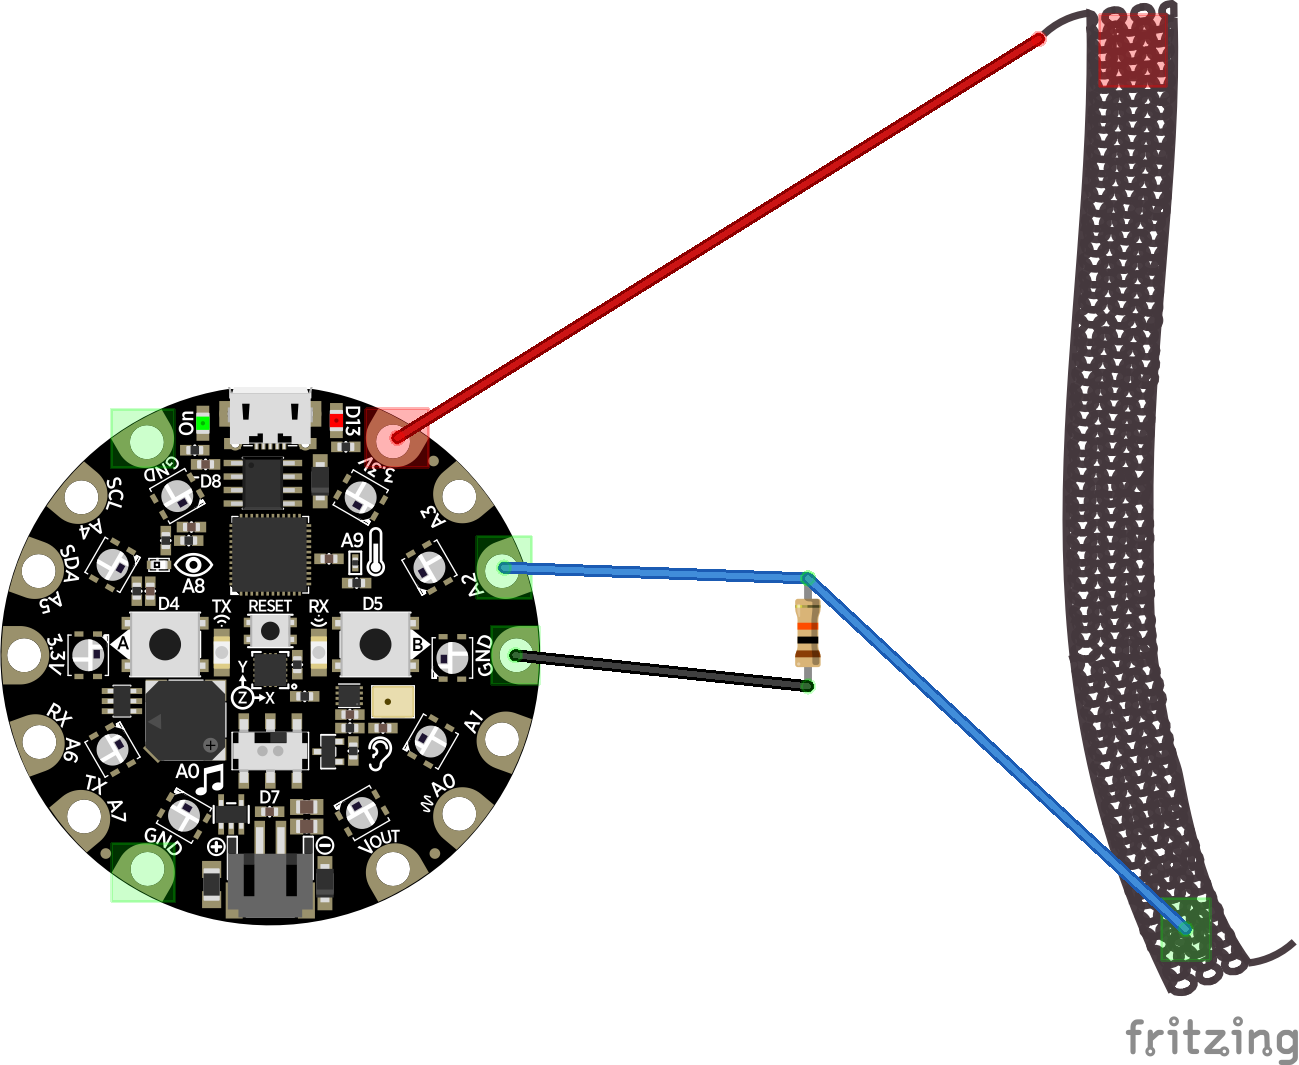 On
D13
GND
3.3V
D8
SCL
A4
A3
SDA
A5
A9
A8
A2
D4
TX
RESET
RX
D5
A
B
3.3V
GND
Y
Z
X
RX
A6
A1
A0
TX
A7
D7
A0
GND
VOUT
fritzing